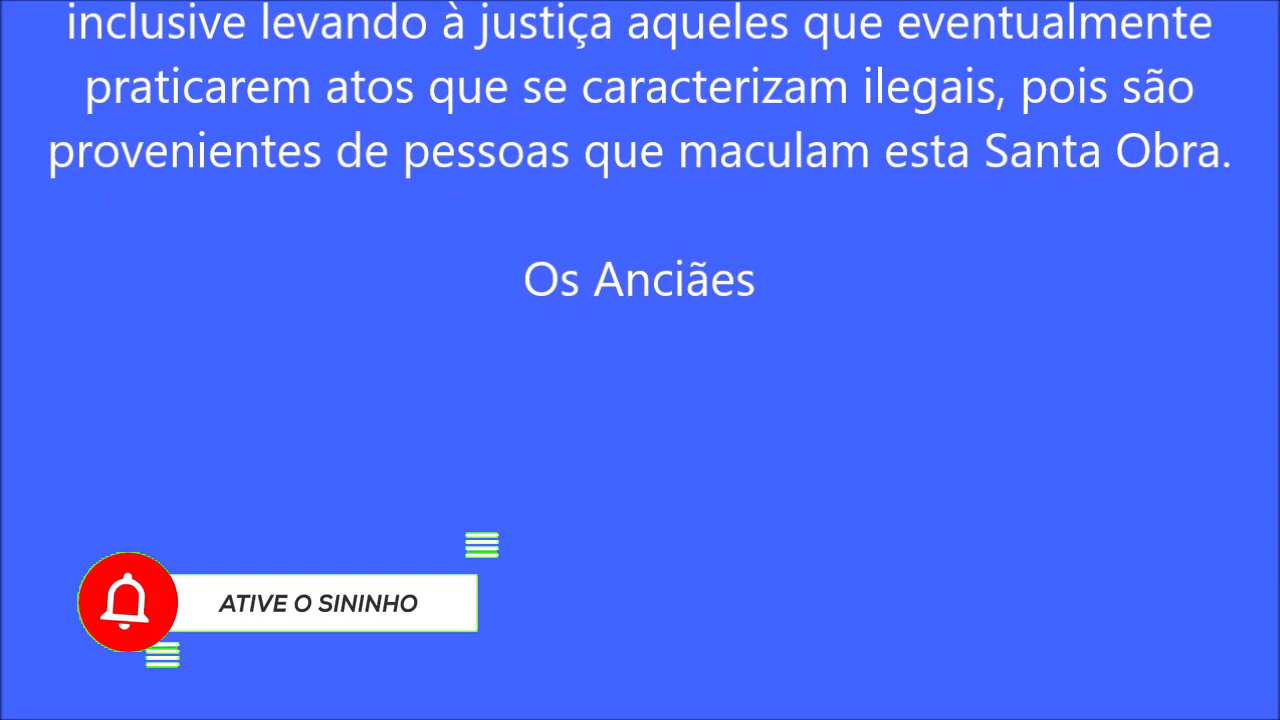 inclusive levando à justiça aqueles que eventualmente
praticarem atos que se caracterizam ilegais, pois são
provenientes de pessoas que maculam esta Santa Obra.
Os Anciães
ATIVE O SININHO